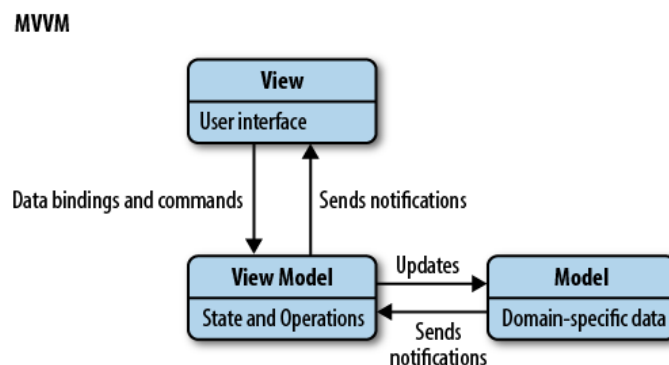 MVVM
View
User interface
Data bindings and commands
Sends notifications
View Model
State and Operations
Updates
Sends
notifications
Model
Domain-specific data